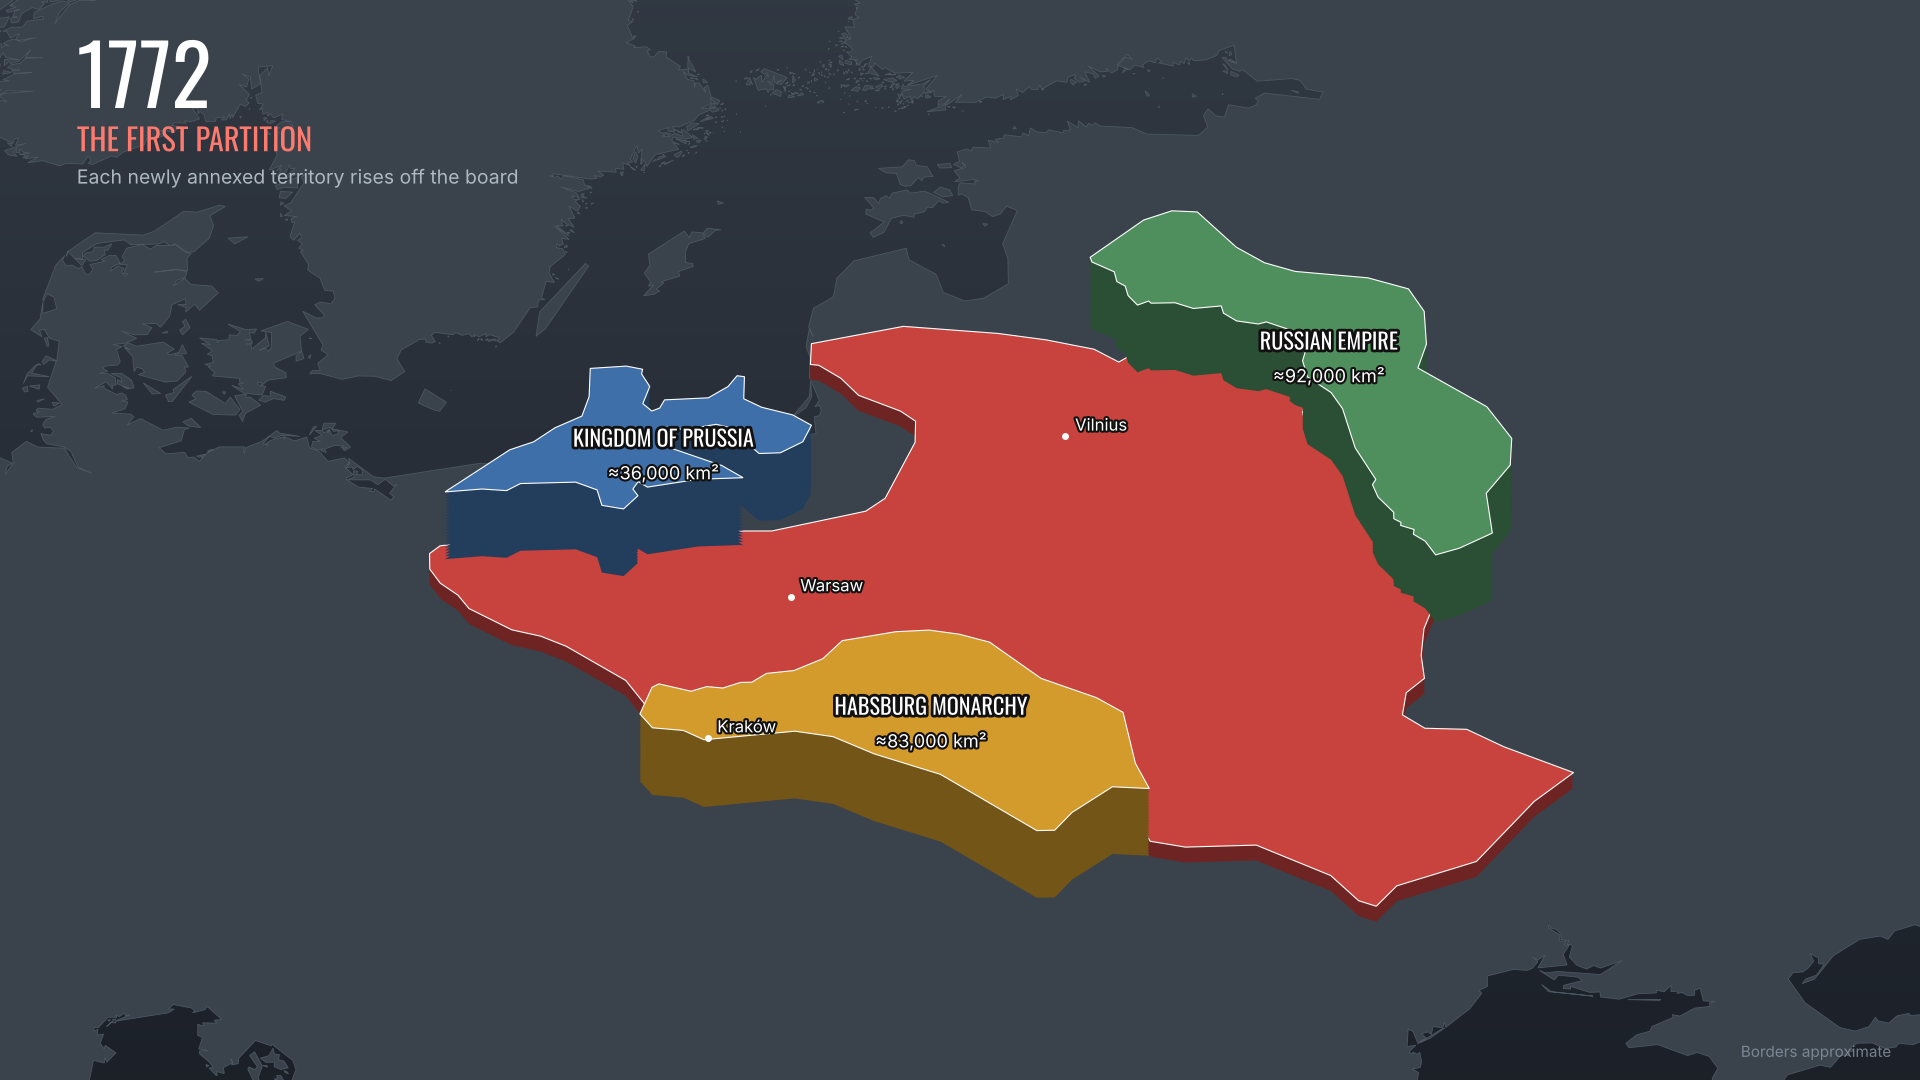 1772
THE FIRST PARTITION
Each newly annexed territory rises off the board
RUSSIAN EMPIRE
≈92,000 km²
Vilnius
KINGDOM OF PRUSSIA
≈36,000 km²
Warsaw
HABSBURG MONARCHY
≈83,000 km²
Kraków
Borders approximate